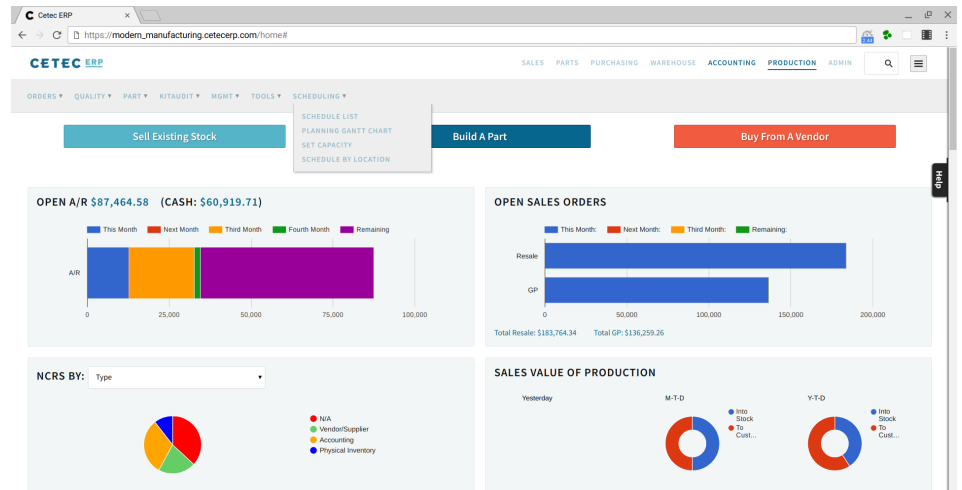 Cetec ERP
https://modern_manufacturing.cetecerp.com/home#
2.44
CETEC ERP
SALES PARTS PURCHASING WAREHOUSE ACCOUNTING PRODUCTION ADMIN
ORDERS QUALITY PART KITAUDIT MGMT TOOLS SCHEDULING
SCHEDULE LIST
PLANNING GANTT CHART
SET CAPACITY
SCHEDULE BY LOCATION
Sell Existing Stock
Build A Part
Buy From A Vendor
Help
OPEN A/R $87,464.58 (CASH: $60,919.71)
This Month Next Month Third Month Fourth Month Remaining
A/R
0 25,000 50,000 75,000 100,000
OPEN SALES ORDERS
This Month: Next Month: Third Month: Remaining:
Resale
GP
0 50,000 100,000 150,000 200,000
Total Resale: $183,764.34 Total GP: $136,259.26
NCRS BY: Type
N/A
Vendor/Supplier
Accounting
Physical Inventory
SALES VALUE OF PRODUCTION
Yesterday M-T-D Y-T-D
Into Stock
To Cust...
Into Stock
To Cust...